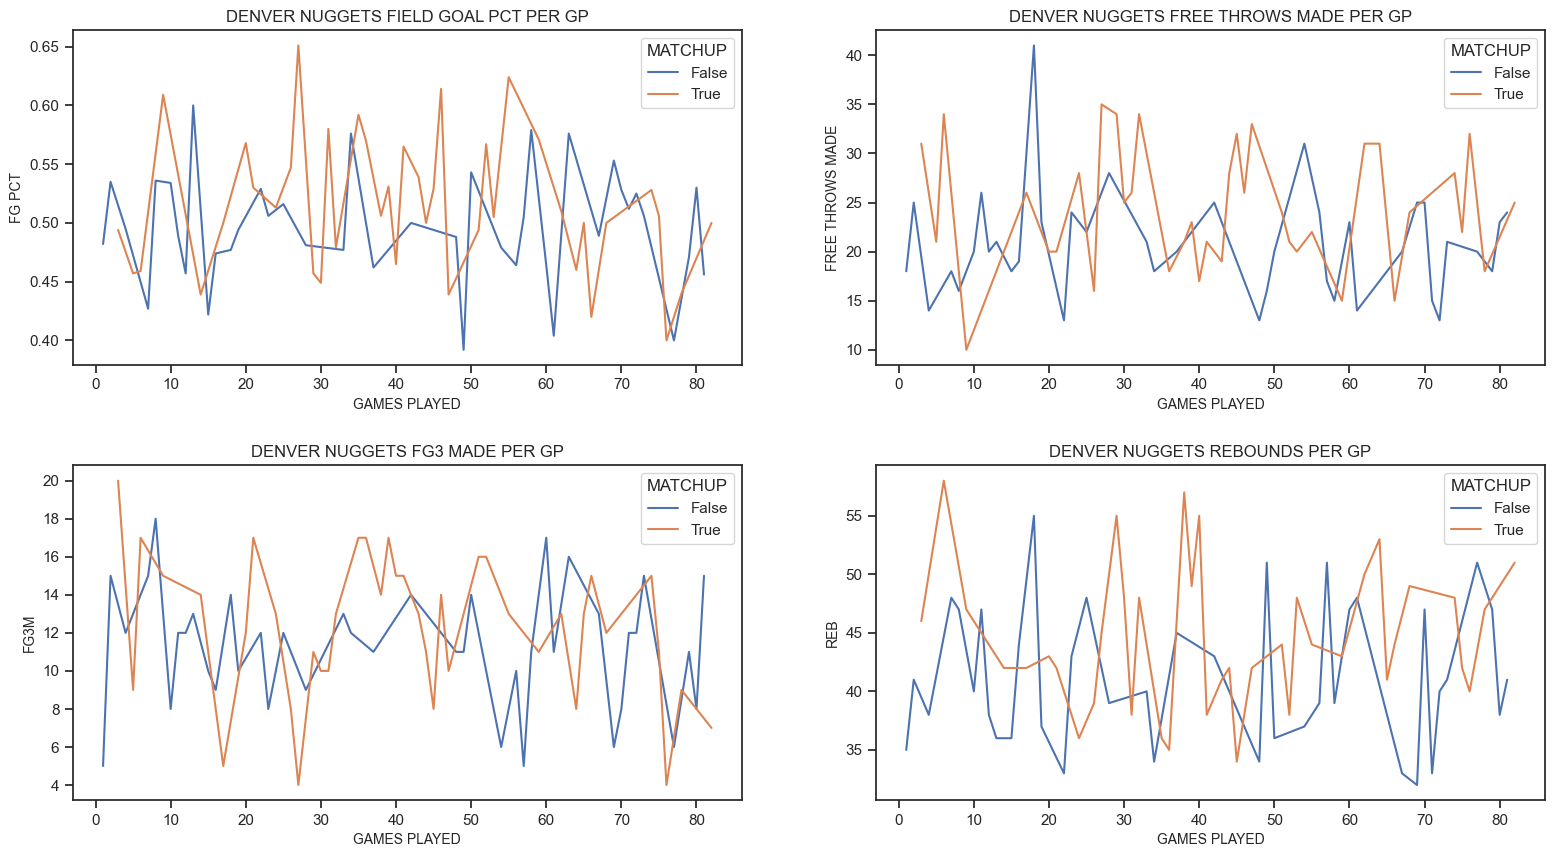 DENVER NUGGETS FIELD GOAL PCT PER GP
FG PCT
0.65
0.60
0.55
0.50
0.45
0.40
MATCHUP
False
True
0 10 20 30 40 50 60 70 80
GAMES PLAYED
DENVER NUGGETS FREE THROWS MADE PER GP
FREE THROWS MADE
40
35
30
25
20
15
10
MATCHUP
False
True
0 10 20 30 40 50 60 70 80
GAMES PLAYED
DENVER NUGGETS FG3 MADE PER GP
FG3M
20
18
16
14
12
10
8
6
4
MATCHUP
False
True
0 10 20 30 40 50 60 70 80
GAMES PLAYED
DENVER NUGGETS REBOUNDS PER GP
REB
55
50
45
40
35
MATCHUP
False
True
0 10 20 30 40 50 60 70 80
GAMES PLAYED